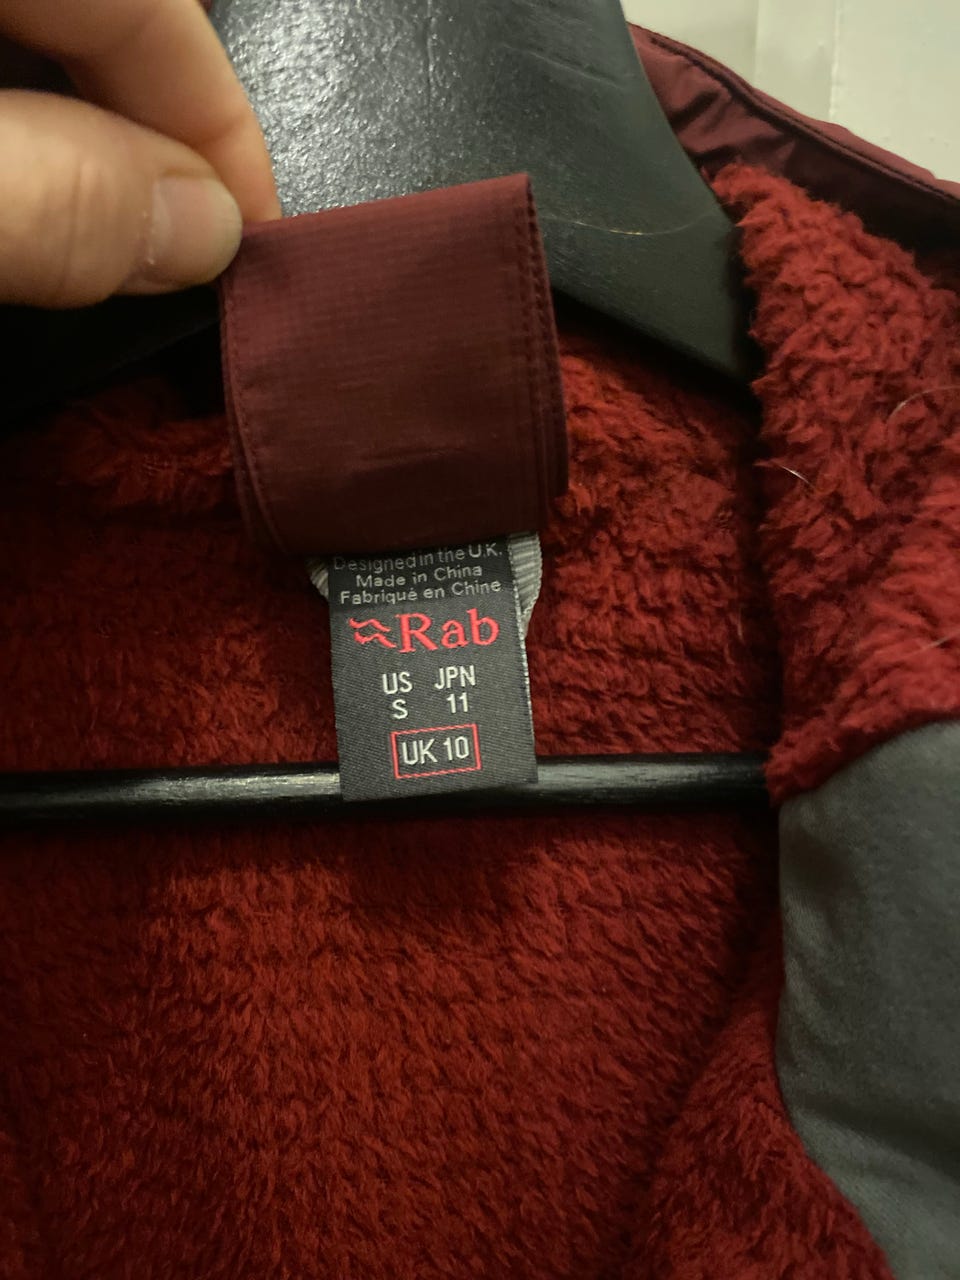 Designed in the U.K.
Made in China
Fabriqué en Chine
Rab
US JPN
S 11
UK 10